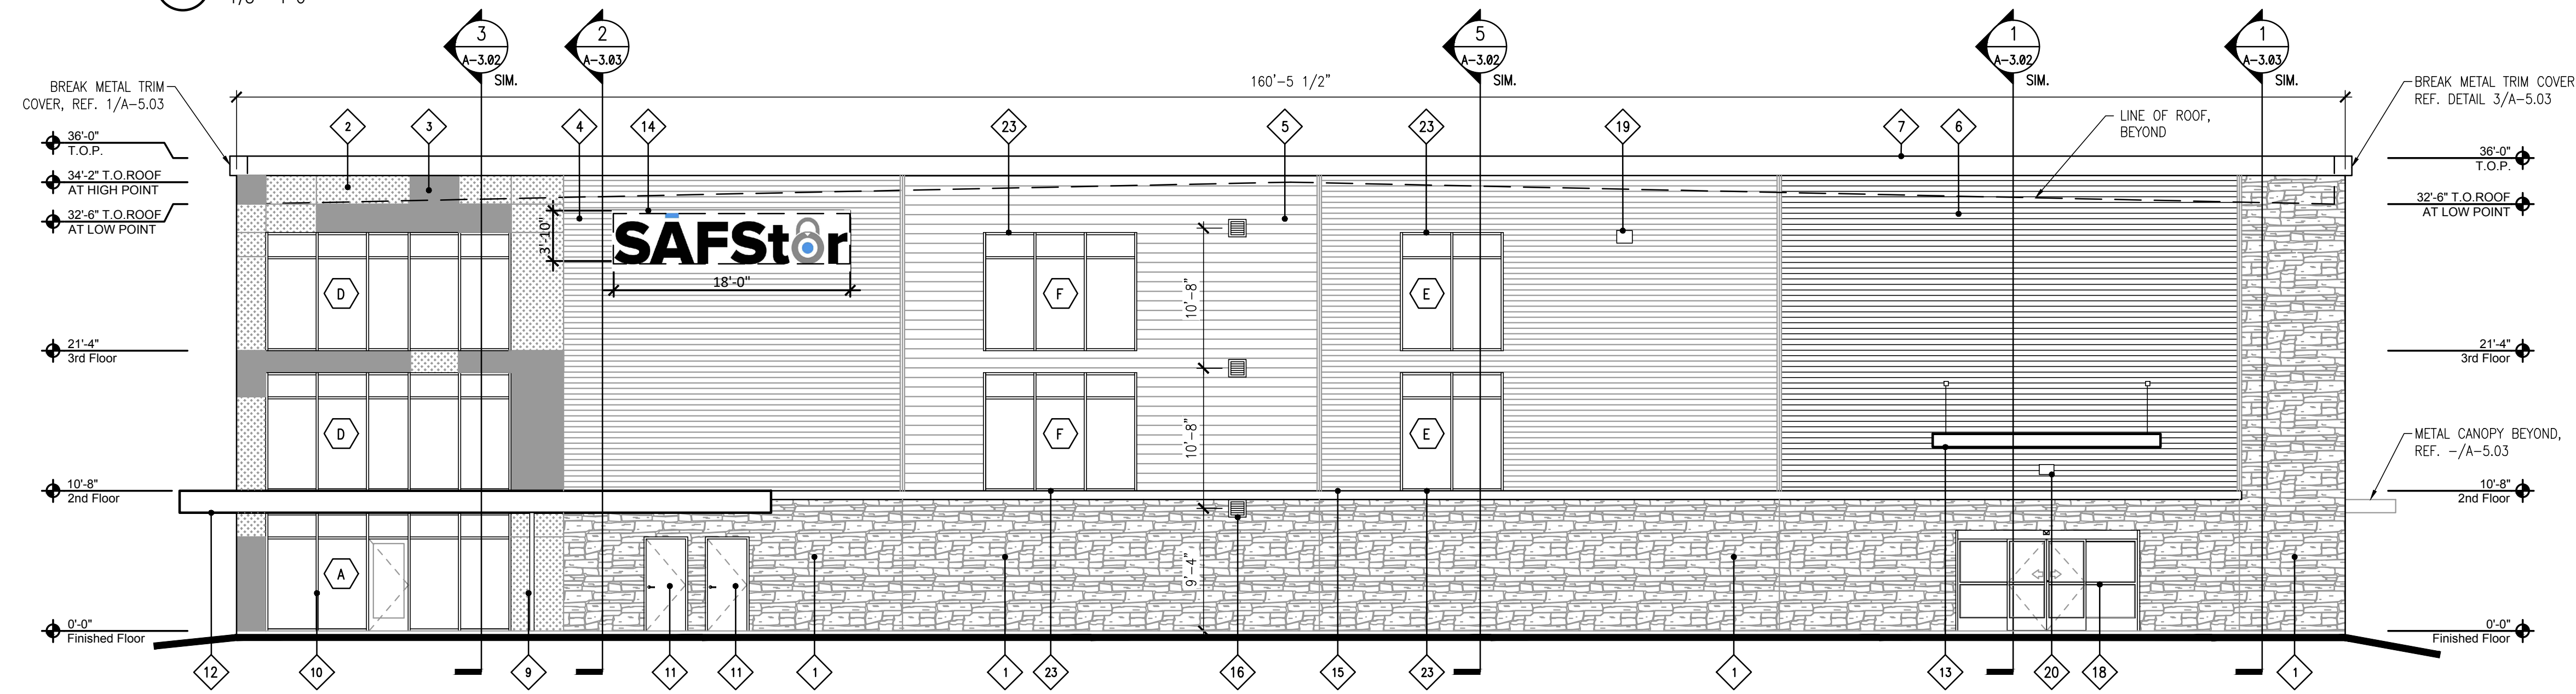 3
A-3.02
SIM.
2
A-3.03
5
A-3.02
SIM.
1
A-3.02
SIM.
1
A-3.03
SIM.
160'-5 1/2"
BREAK METAL TRIM
COVER, REF. 1/A-5.03
BREAK METAL TRIM COVER
REF. DETAIL 3/A-5.03
2
3
4
14
23
5
23
19
7
6
LINE OF ROOF,
BEYOND
36'-0"
T.O.P.
34'-2" T.O.ROOF
AT HIGH POINT
32'-6" T.O.ROOF
AT LOW POINT
36'-0"
T.O.P.
32'-6" T.O.ROOF
AT LOW POINT
3'-10"
SAFStor
18'-0"
D
F
E
10'-8"
21'-4"
3rd Floor
21'-4"
3rd Floor
D
F
E
10'-8"
METAL CANOPY BEYOND,
REF. -/A-5.03
10'-8"
2nd Floor
10'-8"
2nd Floor
A
9'-4"
0'-0"
Finished Floor
0'-0"
Finished Floor
12
10
9
11
11
1
1
23
16
15
23
1
13
20
18
1